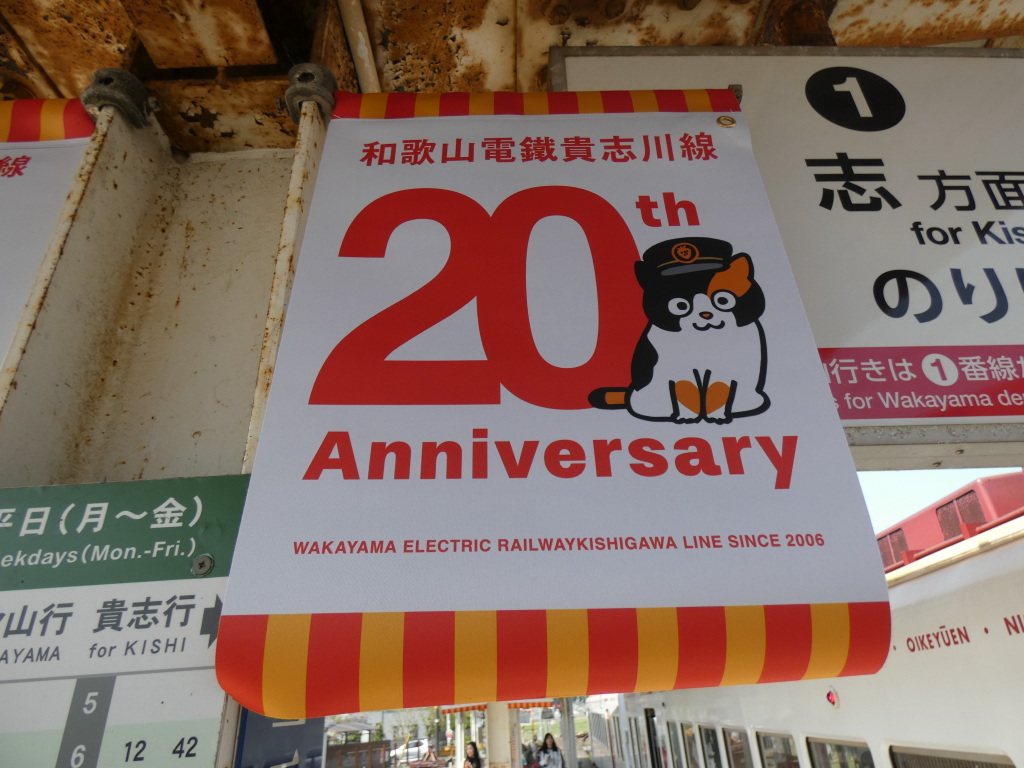 和歌山電鐵貴志川線
20th
Anniversary
WAKAYAMA ELECTRIC RAILWAYKISHIGAWA LINE SINCE 2006
線
1
志 方面
for Kis
のり
行きは1番線
for Wakayama de
平日(月～金)
ekdays(Mon.-Fri.)
山行 貴志行
AYAMA for KISHI
5
6 12 42
OIKEYŪEN・NI